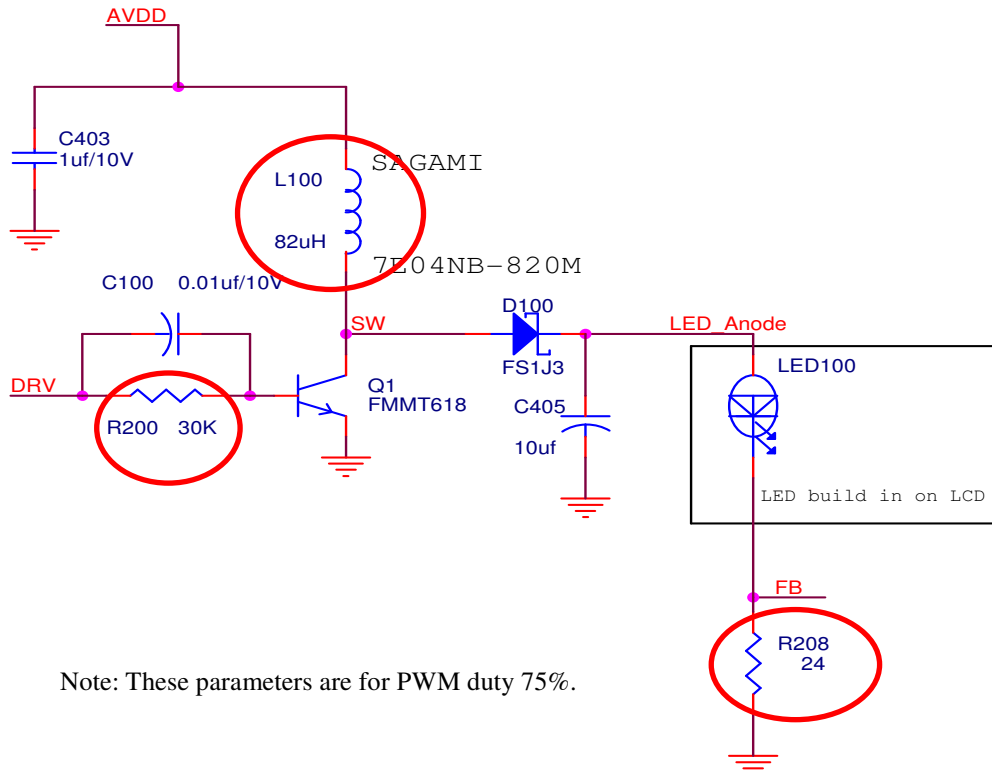 AVDD
C403
1uf/10V
SAGAMI
L100
82uH
7E04NB-820M
C100 0.01uf/10V
D100
SW
LED_Anode
FS1J3
LED100
DRV
Q1
FMMT618
R200 30K
C405
10uf
LED build in on LCD
FB
R208
24
Note: These parameters are for PWM duty 75%.